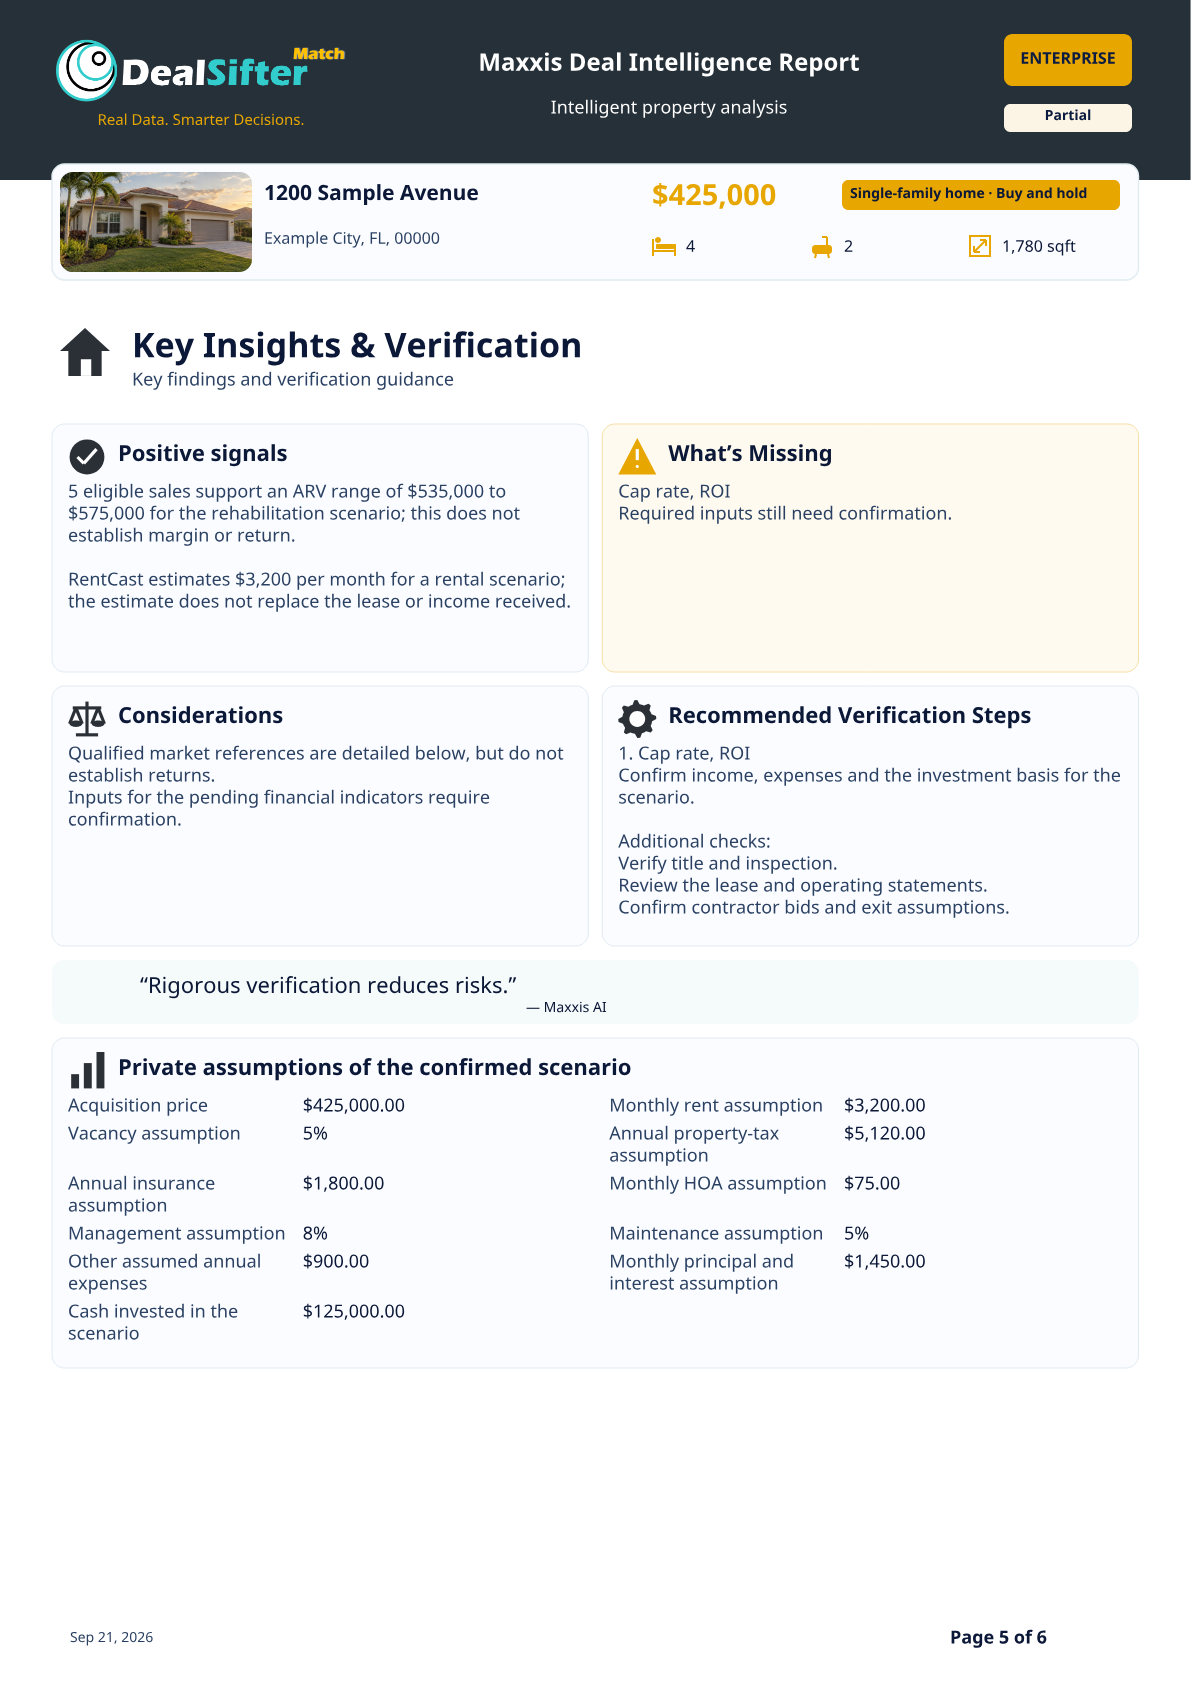 DealSifter Match
Real Data. Smarter Decisions.
Maxxis Deal Intelligence Report
Intelligent property analysis
ENTERPRISE
Partial
1200 Sample Avenue
Example City, FL, 00000
$425,000
Single-family home · Buy and hold
4
2
1,780 sqft
Key Insights & Verification
Key findings and verification guidance
Positive signals
5 eligible sales support an ARV range of $535,000 to
$575,000 for the rehabilitation scenario; this does not
establish margin or return.
RentCast estimates $3,200 per month for a rental scenario;
the estimate does not replace the lease or income received.
What’s Missing
Cap rate, ROI
Required inputs still need confirmation.
Considerations
Qualified market references are detailed below, but do not
establish returns.
Inputs for the pending financial indicators require
confirmation.
Recommended Verification Steps
1. Cap rate, ROI
Confirm income, expenses and the investment basis for the
scenario.
Additional checks:
Verify title and inspection.
Review the lease and operating statements.
Confirm contractor bids and exit assumptions.
“Rigorous verification reduces risks.”
— Maxxis AI
Private assumptions of the confirmed scenario
Acquisition price $425,000.00
Monthly rent assumption $3,200.00
Vacancy assumption 5%
Annual property-tax $5,120.00
assumption
Annual insurance $1,800.00
assumption
Monthly HOA assumption $75.00
Management assumption 8%
Maintenance assumption 5%
Other assumed annual $900.00
expenses
Monthly principal and $1,450.00
interest assumption
Cash invested in the $125,000.00
scenario
Sep 21, 2026
Page 5 of 6